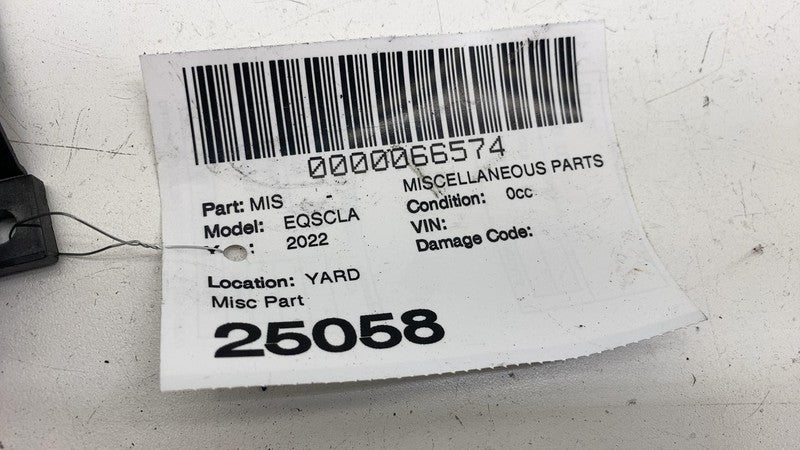 0000066574
MISCELLANEOUS PARTS
Part: MIS -
Condition: 0cc
Model: EQSCLA
VIN:
: 2022
Damage Code:
Location: YARD
Misc Part
25058